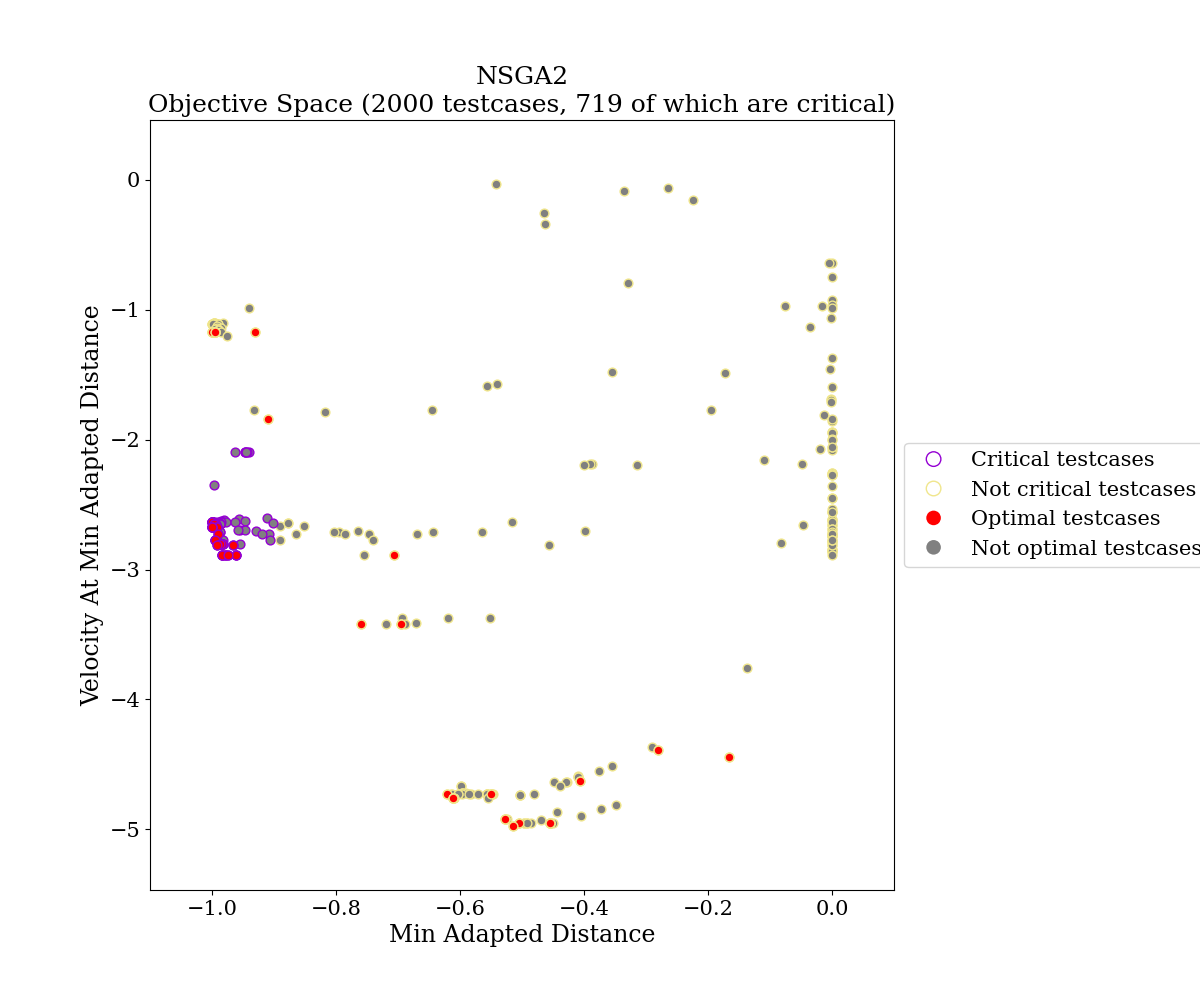 NSGA2
Objective Space (2000 testcases, 719 of which are critical)
0
−1
−2
−3
−4
−5
Velocity At Min Adapted Distance
−1.0
−0.8
−0.6
−0.4
−0.2
0.0
Min Adapted Distance
Critical testcases
Not critical testcases
Optimal testcases
Not optimal testcases